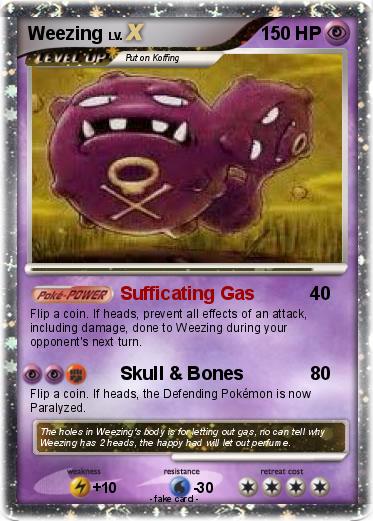 Weezing LV. X 150 HP
LEVEL-UP Put on Koffing
Poké-POWER Sufficating Gas 40
Flip a coin. If heads, prevent all effects of an attack,
including damage, done to Weezing during your
opponent's next turn.
Skull & Bones 80
Flip a coin. If heads, the Defending Pokémon is now
Paralyzed.
The holes in Weezing's body is for letting out gas, no can tell why
Weezing has 2 heads, the happy had will let out perfume.
weakness resistance retreat cost
+10 -30
- fake card -